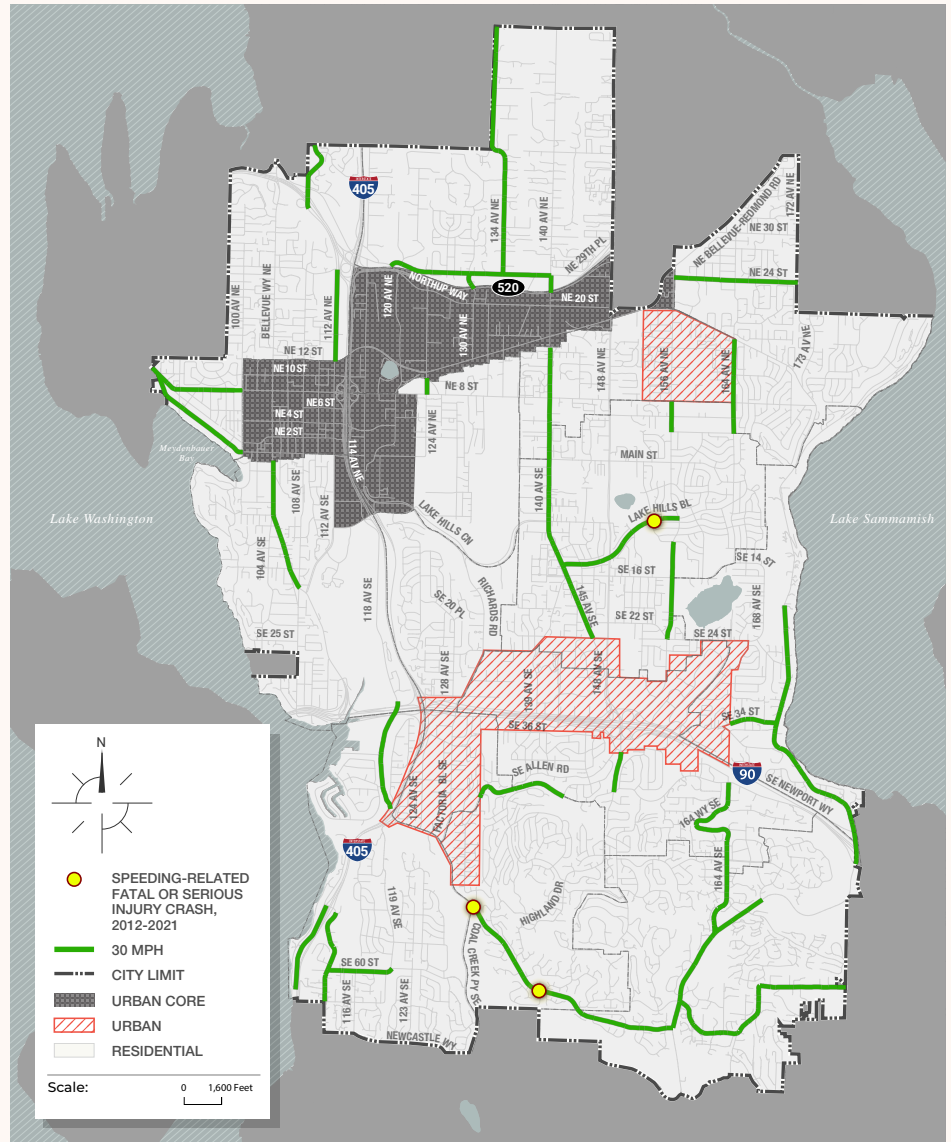 405
134 AV NE
140 AV NE
NE 29TH PL
NE BELLEVUE-REDMOND RD
172 AV NE
NE 30 ST
NE 24 ST
100 AV NE
BELLEVUE WY NE
112 AV NE
120 AV NE
NORTHUP WAY
520
NE 20 ST
130 AV NE
NE 12 ST
NE 10 ST
NE 8 ST
NE 6 ST
NE 4 ST
NE 2 ST
148 AV NE
156 AV NE
164 AV NE
173 AV NE
124 AV NE
114 AV NE
MAIN ST
Meydenbauer
Bay
Lake Washington
108 AV SE
112 AV SE
104 AV SE
140 AV SE
LAKE HILLS CN
LAKE HILLS BL
Lake Sammamish
SE 14 ST
SE 16 ST
118 AV SE
SE 20 PL
RICHARDS RD
145 AV SE
SE 22 ST
168 AV SE
SE 25 ST
SE 24 ST
128 AV SE
139 AV SE
148 AV SE
SE 36 ST
SE 34 ST
SE ALLEN RD
90
SE NEWPORT WY
124 AV SE
FACTORIA BL SE
164 WY SE
405
164 AV SE
119 AV SE
HIGHLAND DR
COAL CREEK PY SE
SE 60 ST
116 AV SE
123 AV SE
NEWCASTLE WY
N
SPEEDING-RELATED
FATAL OR SERIOUS
INJURY CRASH,
2012-2021
30 MPH
CITY LIMIT
URBAN CORE
URBAN
RESIDENTIAL
Scale:
0 1,600 Feet